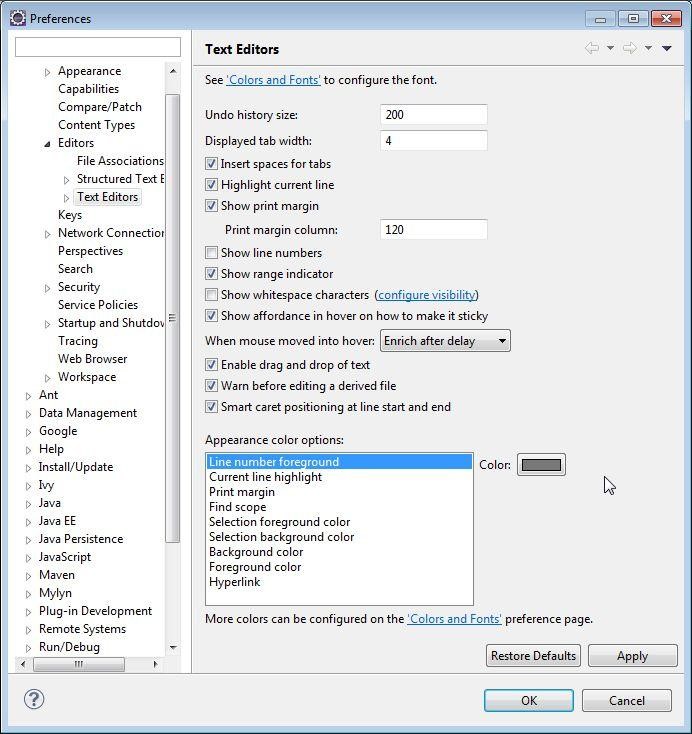 Preferences
Appearance
Capabilities
Compare/Patch
Content Types
Editors
File Associations
Structured Text E
Text Editors
Keys
Network Connection
Perspectives
Search
Security
Service Policies
Startup and Shutdov
Tracing
Web Browser
Workspace
Ant
Data Management
Google
Help
Install/Update
Ivy
Java
Java EE
Java Persistence
JavaScript
Maven
Mylyn
Plug-in Development
Remote Systems
Run/Debug
Text Editors
See 'Colors and Fonts' to configure the font.
Undo history size: 200
Displayed tab width: 4
Insert spaces for tabs
Highlight current line
Show print margin
Print margin column: 120
Show line numbers
Show range indicator
Show whitespace characters (configure visibility)
Show affordance in hover on how to make it sticky
When mouse moved into hover: Enrich after delay
Enable drag and drop of text
Warn before editing a derived file
Smart caret positioning at line start and end
Appearance color options:
Line number foreground
Current line highlight
Print margin
Find scope
Selection foreground color
Selection background color
Background color
Foreground color
Hyperlink
Color:
More colors can be configured on the 'Colors and Fonts' preference page.
Restore Defaults
Apply
?
OK
Cancel